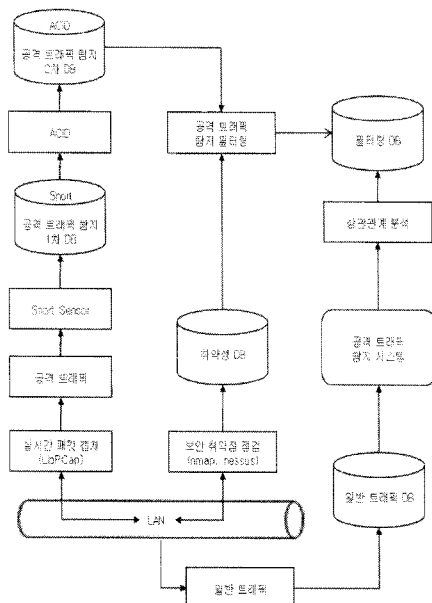 ACID
공격 트래픽 탐지
2차 DB
ACID
Snort
공격 트래픽 탐지
1차 DB
Snort Sensor
공격 트래픽
실시간 패킷 캡쳐
(LibPCap)
공격 트래픽
탐지 필터링
취약성 DB
보안 취약점 점검
(nmap, nessus)
필터링 DB
상관관계 분석
공격 트래픽
탐지 시스템
일반 트래픽 DB
LAN
일반 트래픽